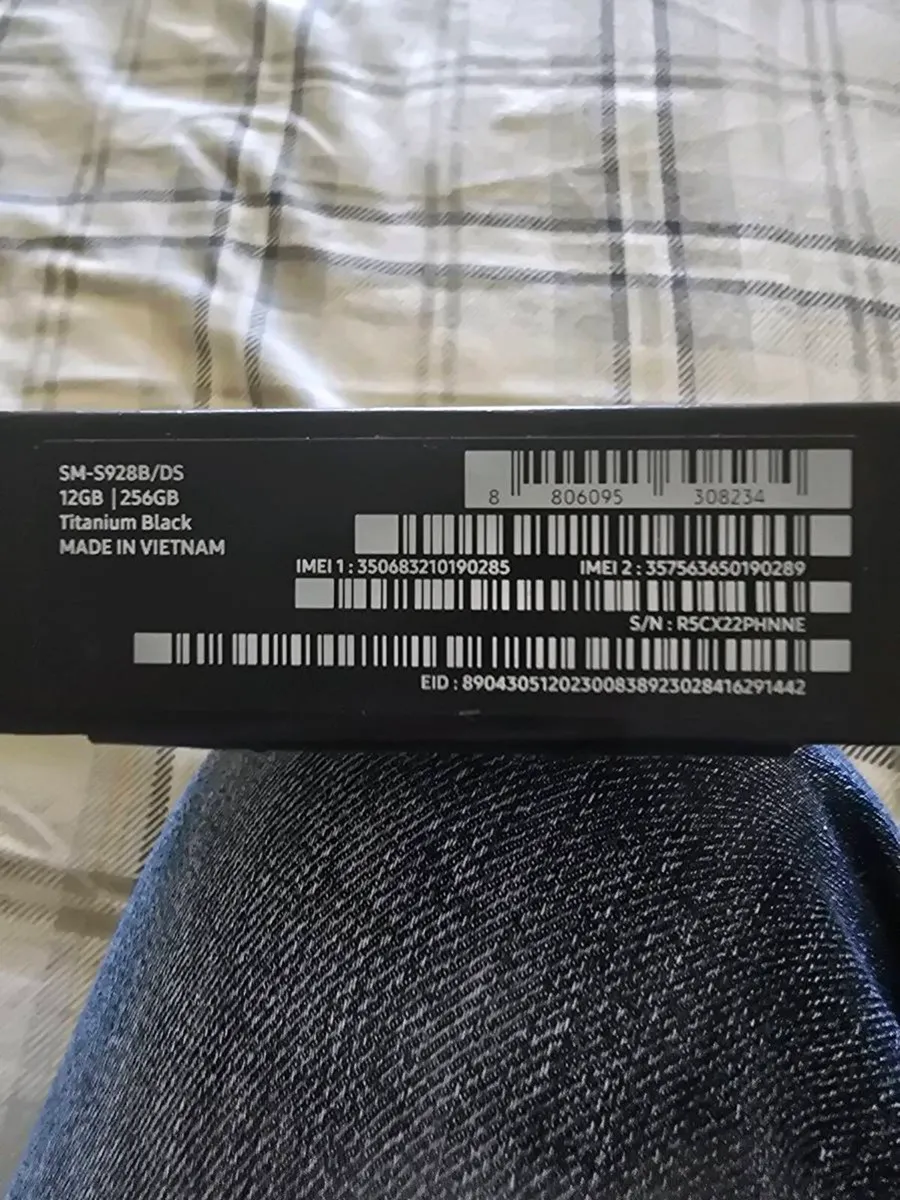 SM-S928B/DS
12GB | 256GB
Titanium Black
MADE IN VIETNAM
8 806095 308234
IMEI 1 : 350683210190285 IMEI 2 : 357563650190289
S/N : R5CX22PHNNE
EID : 89043051202300838923028416291442